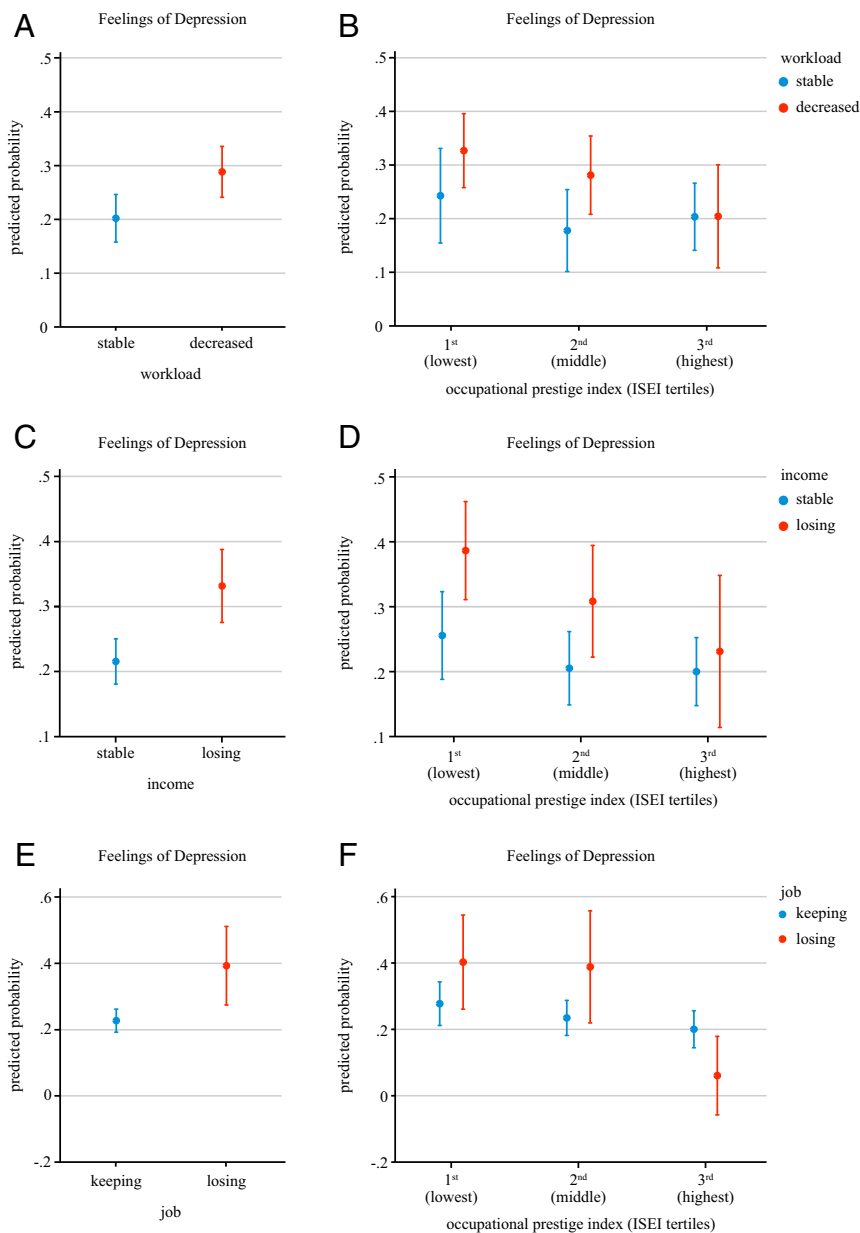 A
Feelings of Depression
.5
.4
.3
.2
.1
0
predicted probability
stable
decreased
workload
B
Feelings of Depression
.5
.4
.3
.2
.1
0
predicted probability
1st
(lowest)
2nd
(middle)
3rd
(highest)
occupational prestige index (ISEI tertiles)
workload
stable
decreased
C
Feelings of Depression
.5
.4
.3
.2
.1
predicted probability
stable
losing
income
D
Feelings of Depression
.5
.4
.3
.2
.1
predicted probability
1st
(lowest)
2nd
(middle)
3rd
(highest)
occupational prestige index (ISEI tertiles)
income
stable
losing
E
Feelings of Depression
.6
.4
.2
0
-.2
predicted probability
keeping
losing
job
F
Feelings of Depression
.6
.4
.2
0
-.2
predicted probability
1st
(lowest)
2nd
(middle)
3rd
(highest)
occupational prestige index (ISEI tertiles)
job
keeping
losing